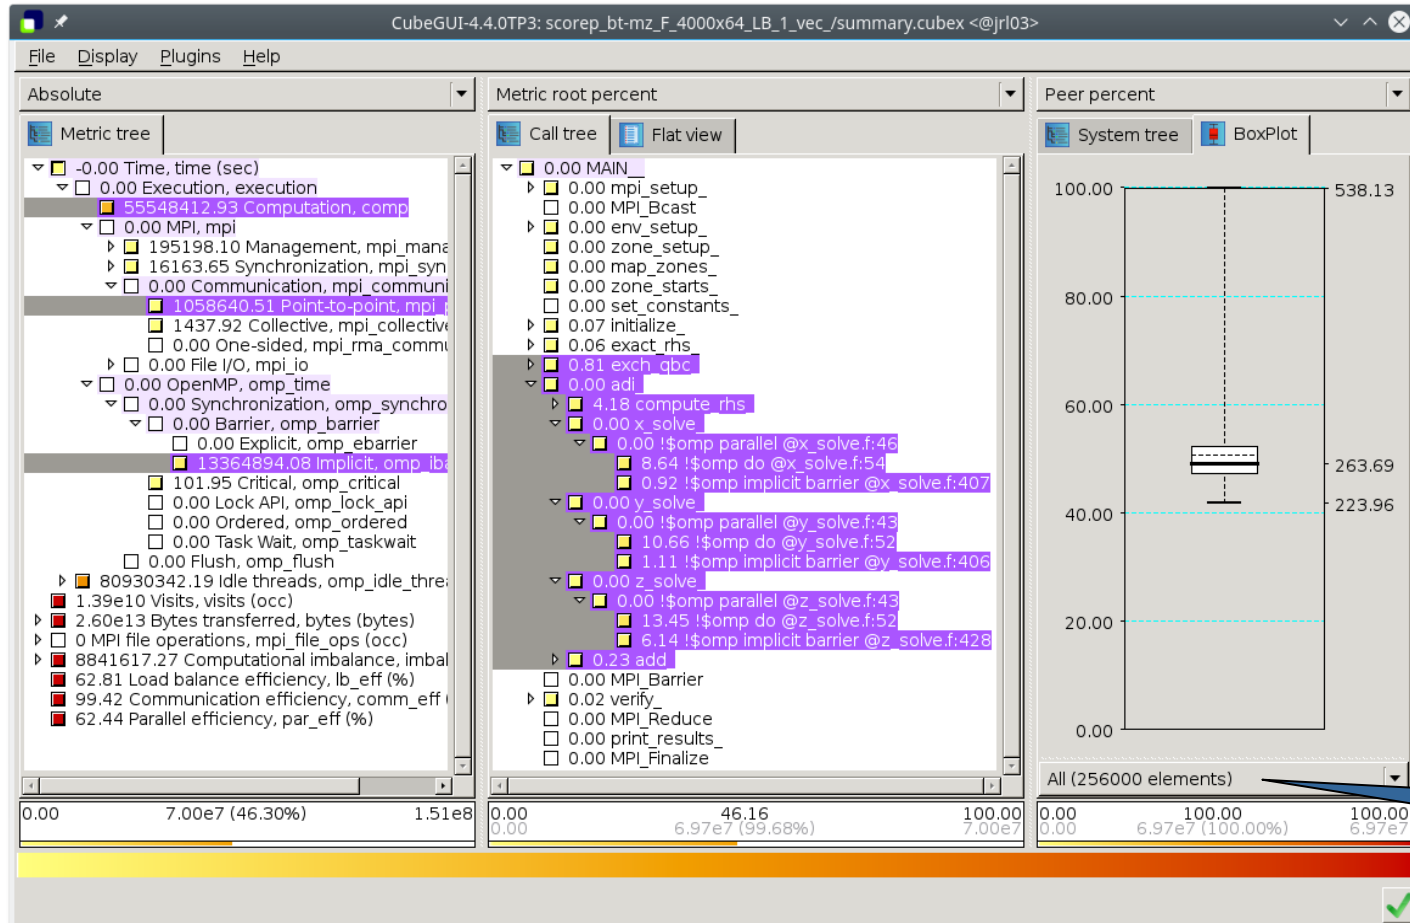 CubeGUI-4.4.0TP3: scorep_bt-mz_F_4000x64_LB_1_vec_/summary.cubex <@jrl03>
File Display Plugins Help
Absolute
Metric tree
-0.00 Time, time (sec)
0.00 Execution, execution
55548412.93 Computation, comp
0.00 MPI, mpi
195198.10 Management, mpi_mana
16163.65 Synchronization, mpi_syn
0.00 Communication, mpi_communi
1058640.51 Point-to-point, mpi_
1437.92 Collective, mpi_collective
0.00 One-sided, mpi_rma_commu
0.00 File I/O, mpi_io
0.00 OpenMP, omp_time
0.00 Synchronization, omp_synchro
0.00 Barrier, omp_barrier
0.00 Explicit, omp_ebarrier
13364894.08 Implicit, omp_iba
101.95 Critical, omp_critical
0.00 Lock API, omp_lock_api
0.00 Ordered, omp_ordered
0.00 Task Wait, omp_taskwait
0.00 Flush, omp_flush
80930342.19 Idle threads, omp_idle_threa
1.39e10 Visits, visits (occ)
2.60e13 Bytes transferred, bytes (bytes)
0 MPI file operations, mpi_file_ops (occ)
8841617.27 Computational imbalance, imbal
62.81 Load balance efficiency, lb_eff (%)
99.42 Communication efficiency, comm_eff (
62.44 Parallel efficiency, par_eff (%)
0.00 7.00e7 (46.30%) 1.51e8
Metric root percent
Call tree Flat view
0.00 MAIN__
0.00 mpi_setup_
0.00 MPI_Bcast
0.00 env_setup_
0.00 zone_setup_
0.00 map_zones_
0.00 zone_starts_
0.00 set_constants_
0.07 initialize_
0.06 exact_rhs_
0.81 exch_qbc_
0.00 adi_
4.18 compute_rhs_
0.00 x_solve_
0.00 !$omp parallel @x_solve.f:46
8.64 !$omp do @x_solve.f:54
0.92 !$omp implicit barrier @x_solve.f:407
0.00 y_solve_
0.00 !$omp parallel @y_solve.f:43
10.66 !$omp do @y_solve.f:52
1.11 !$omp implicit barrier @y_solve.f:406
0.00 z_solve_
0.00 !$omp parallel @z_solve.f:43
13.45 !$omp do @z_solve.f:52
6.14 !$omp implicit barrier @z_solve.f:428
0.23 add_
0.00 MPI_Barrier
0.02 verify_
0.00 MPI_Reduce
0.00 print_results_
0.00 MPI_Finalize
0.00 46.16 100.00
0.00 6.97e7 (99.68%) 7.00e7
Peer percent
System tree BoxPlot
100.00 538.13
80.00
60.00
263.69
223.96
40.00
20.00
0.00
All (256000 elements)
0.00 100.00 100.00
0.00 6.97e7 (100.00%) 6.97e7